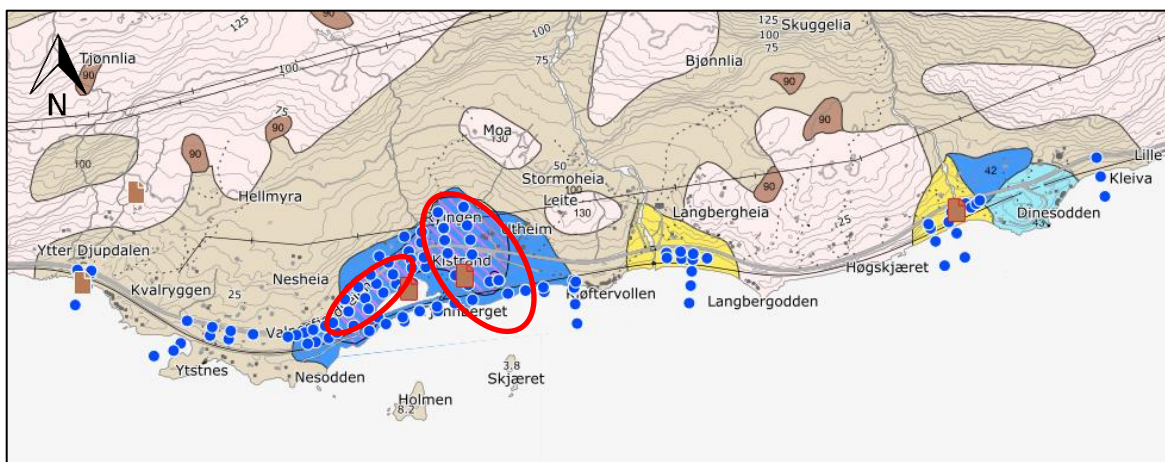 125
Tjønnlia
90
100
75
90
90
100
Hellmyra
Ytter Djupdalen
Kvalryggen
25
Nesheia
Ytstnes
Nesodden
Holmen
8.2
Skjæret
3.8
Kistrand
Moa
130
50
Stormoheia
100
Leite
130
100
75
Bjønnlia
125
100
75
Skuggelia
90
90
90
25
Langbergheia
Langbergodden
Høgskjæret
42
Dinesodden
Kleiva
Lille
N